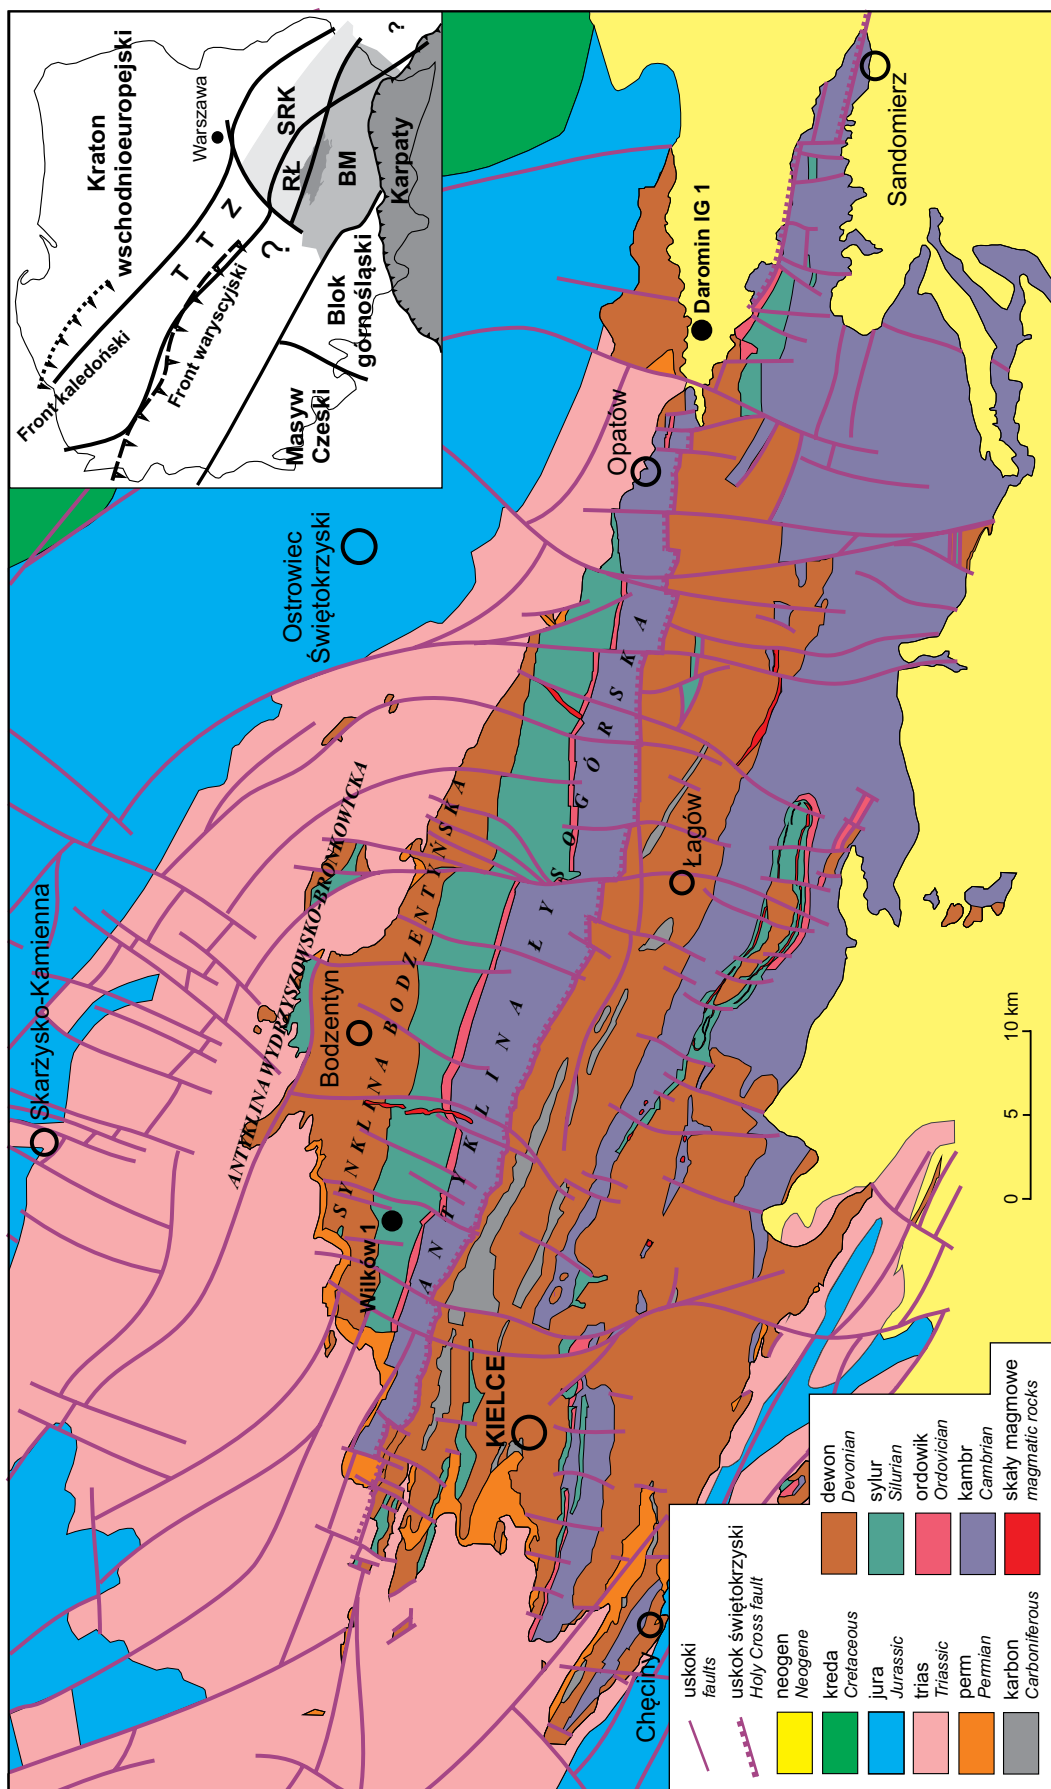 Kraton
wschodnioeuropejski
Warszawa
Front kaledoński
T T Z
Front waryscyjski
?
?
SRK
RŁ
BM
Karpaty
Blok
górnośląski
Masyw
Czeski
Skarżysko-Kamienna
Ostrowiec
Świętokrzyski
ANTYKLINA WYDRZYSZOWSKO-BRONKOWICKA
Bodzentyn
SYNKLINA BODZENTYŃSKA
Wilków 1
ANTYKLINA ŁYSOGÓRSKA
Opatów
Daromin IG 1
Sandomierz
KIELCE
Łagów
Chęciny
0 5 10 km
uskoki
faults
uskok świętokrzyski
Holy Cross fault
neogen
Neogene
kreda
Cretaceous
jura
Jurassic
trias
Triassic
perm
Permian
karbon
Carboniferous
dewon
Devonian
sylur
Silurian
ordowik
Ordovician
kambr
Cambrian
skały magmowe
magmatic rocks